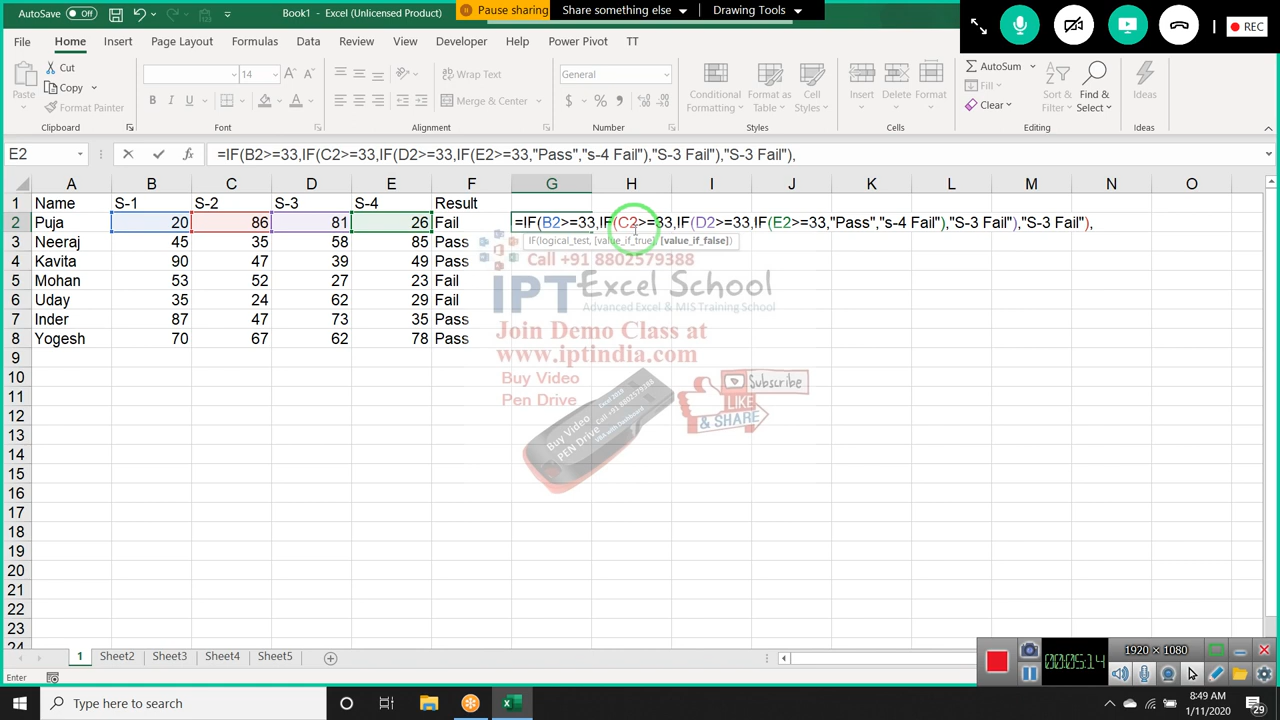 AutoSave Off Book1 - Excel (Unlicensed Product) Pause sharing Share something else Drawing Tools REC
File Home Insert Page Layout Formulas Data Review View Developer Help Power Pivot TT
Paste Cut Copy Format Painter 14 Wrap Text Merge & Center General Conditional Formatting Format as Table Cell Styles Insert Delete Format AutoSum Fill Clear Sort & Filter Find & Select Ideas
Clipboard Font Alignment Number Styles Cells Editing Ideas
E2 fx =IF(B2>=33,IF(C2>=33,IF(D2>=33,IF(E2>=33,"Pass","s-4 Fail"),"S-3 Fail"),"S-3 Fail"),
A B C D E F G H I J K L M N O
1 Name S-1 S-2 S-3 S-4 Result
2 Puja 20 86 81 26 Fail =IF(B2>=33,IF(C2>=33,IF(D2>=33,IF(E2>=33,"Pass","s-4 Fail"),"S-3 Fail"),"S-3 Fail"),
3 Neeraj 45 35 58 85 Pass IF(logical_test, [value_if_true], [value_if_false])
4 Kavita 90 47 39 49 Pass Call +91 8802579388
5 Mohan 53 52 27 23 Fail IPT Excel School
6 Uday 35 24 62 29 Fail Advanced Excel & MIS Training School
7 Inder 87 47 73 35 Pass Join Demo Class at
8 Yogesh 70 67 62 78 Pass www.iptindia.com
9 Buy Video
10 Pen Drive Subscribe
11 LIKE
12 & SHARE
Buy Video
PEN Drive
Call +91 8802579388
13
14
15
16
17
18
19
20
21
22
23
24
1 Sheet2 Sheet3 Sheet4 Sheet5
1920 × 1080
00:05:14
Enter
Type here to search
8:49 AM
1/11/2020
29